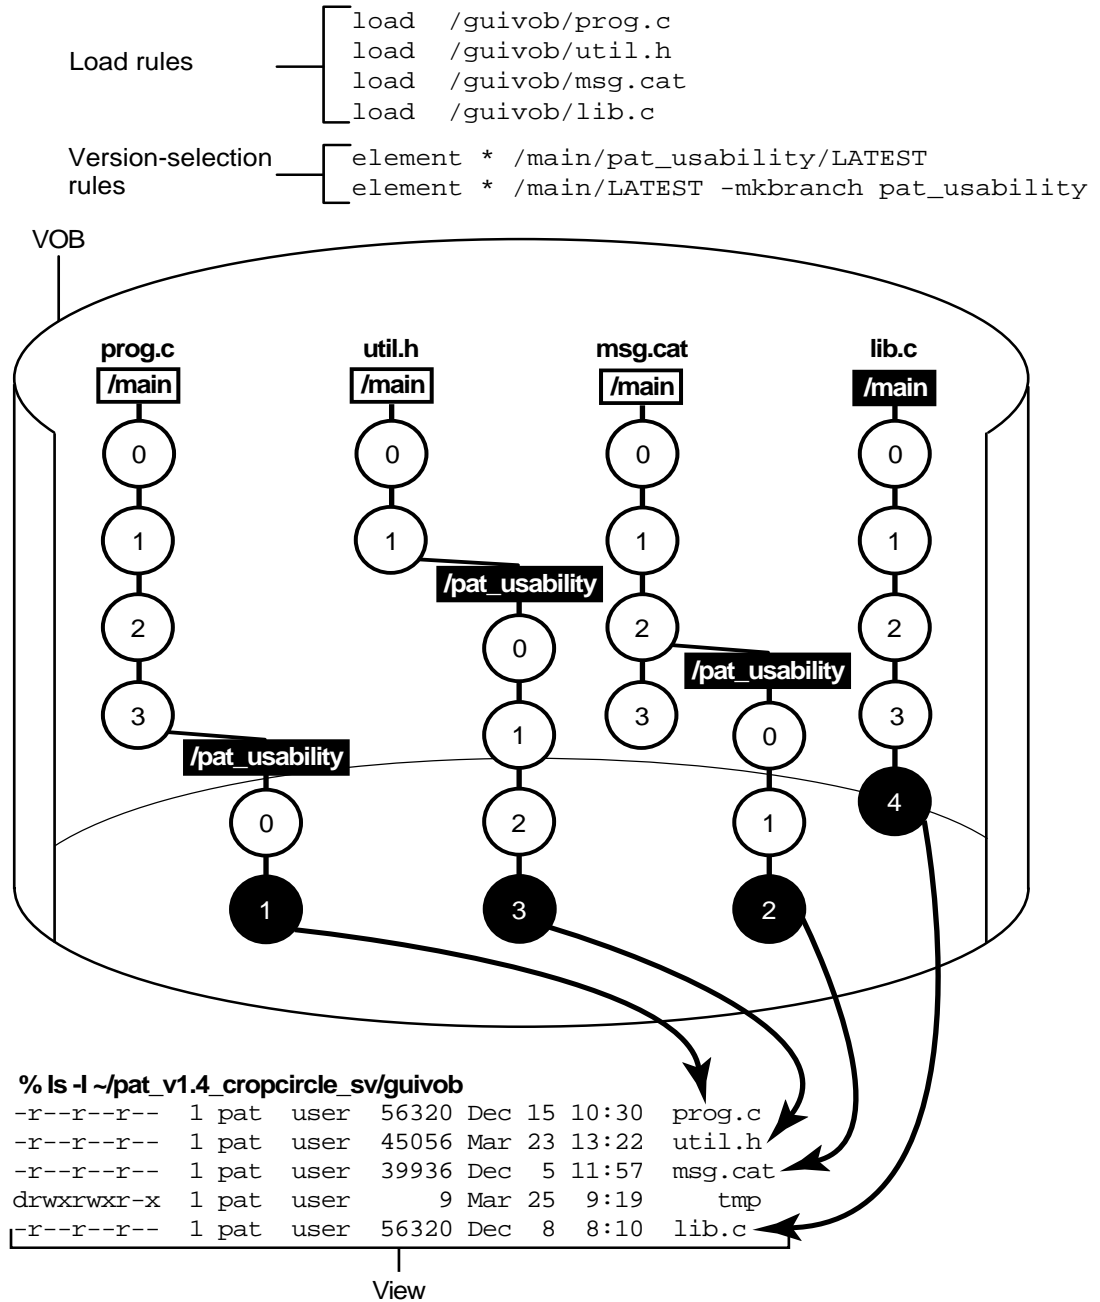 load  /guivob/prog.c
load  /guivob/util.h
Load rules
load  /guivob/msg.cat
load  /guivob/lib.c
Version-selection
rules
element * /main/pat_usability/LATEST
element * /main/LATEST -mkbranch pat_usability
VOB
prog.c util.h msg.cat lib.c
/main /main /main /main
0 0 0 0
1 1 1 1
/pat_usability
2 0 2 2
/pat_usability
3 1 3 0 3
/pat_usability
4
0 2 1
1 3 2
% ls -l ~/pat_v1.4_cropcircle_sv/guivob
-r--r--r--  1 pat  user  56320 Dec 15 10:30  prog.c
-r--r--r--  1 pat  user  45056 Mar 23 13:22  util.h
-r--r--r--  1 pat  user  39936 Dec  5 11:57  msg.cat
drwxrwxr-x  1 pat  user      9 Mar 25  9:19     tmp
-r--r--r--  1 pat  user  56320 Dec  8  8:10  lib.c
View